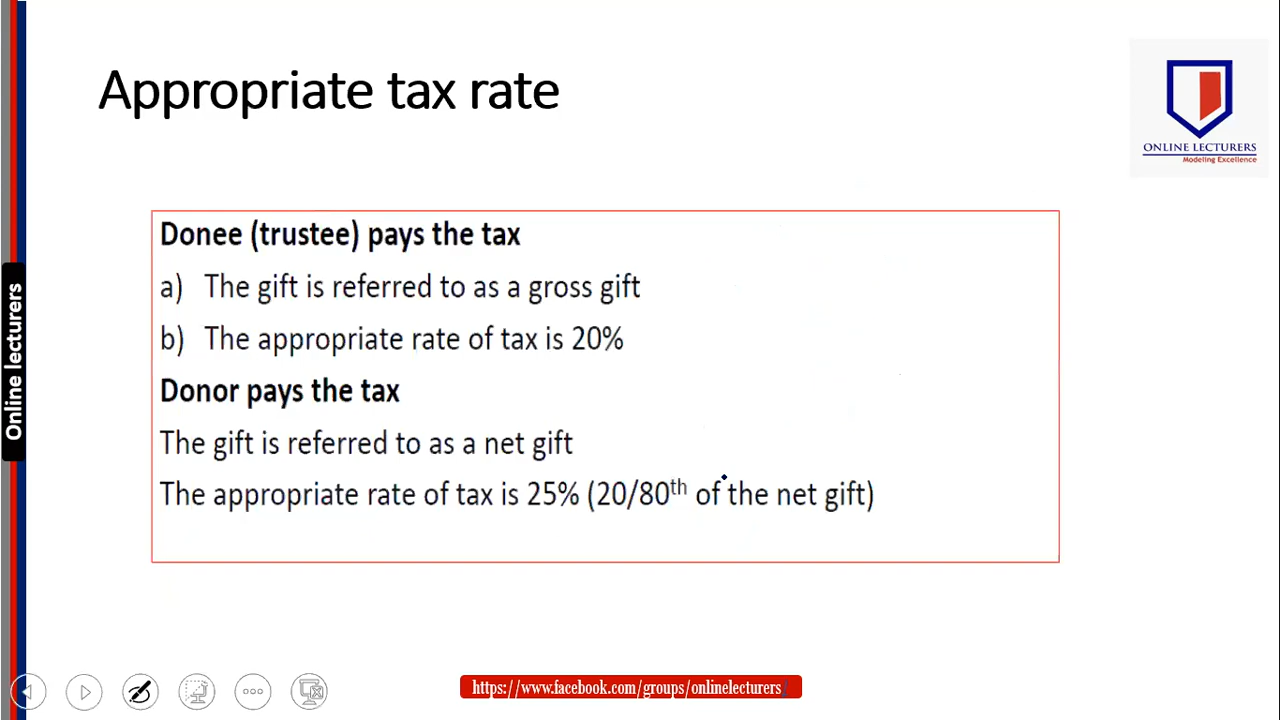 Appropriate tax rate
ONLINE LECTURERS
Modeling Excellence
Donee (trustee) pays the tax
a) The gift is referred to as a gross gift
b) The appropriate rate of tax is 20%
Donor pays the tax
The gift is referred to as a net gift
The appropriate rate of tax is 25% (20/80th of the net gift)
Online lecturers
https://www.facebook.com/groups/onlinelecturers/